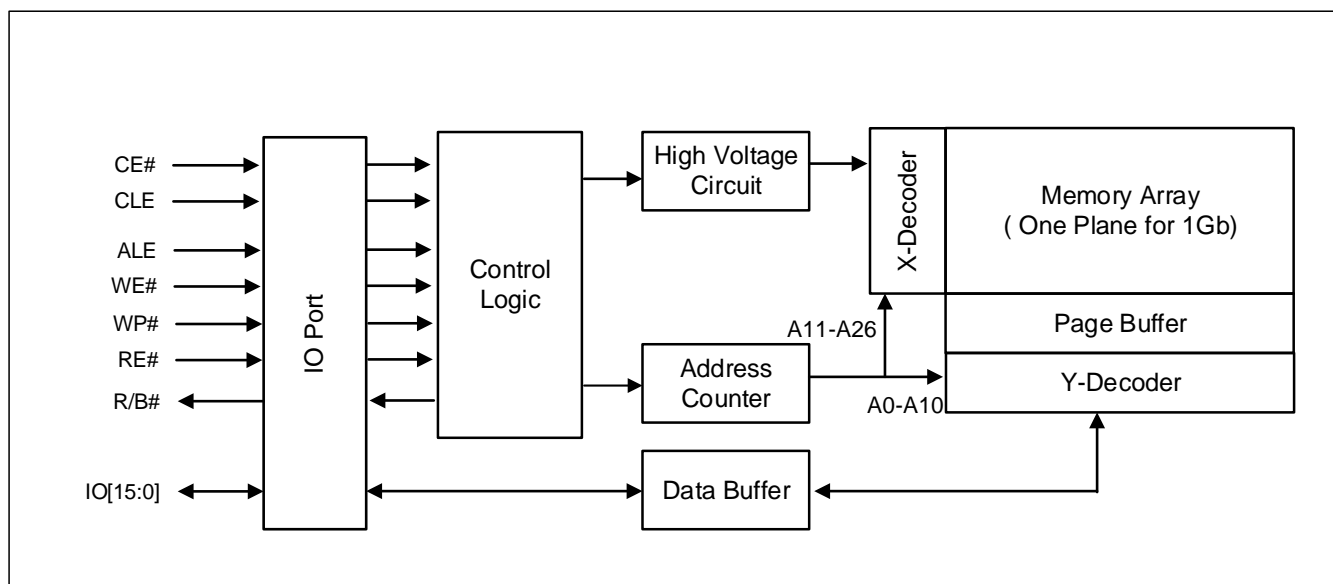 CE#
CLE
ALE
WE#
WP#
RE#
R/B#
IO[15:0]
IO Port
Control
Logic
High Voltage
Circuit
Address
Counter
Data Buffer
A11-A26
A0-A10
X-Decoder
Memory Array
( One Plane for 1Gb)
Page Buffer
Y-Decoder